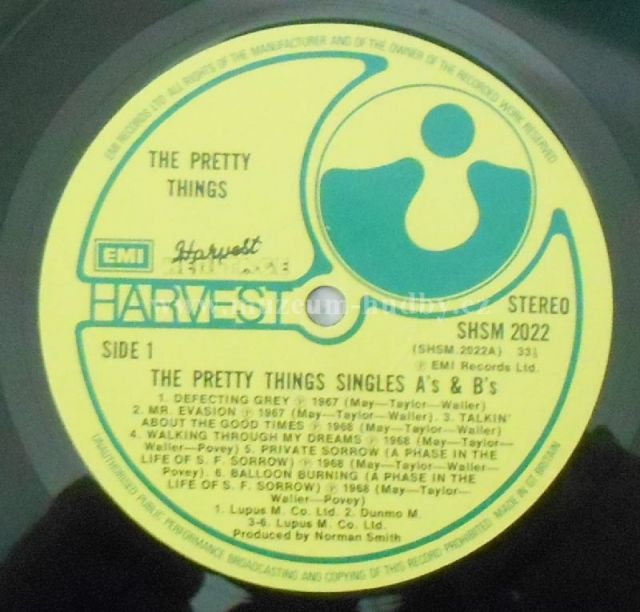 EMI RECORDS LTD ALL RIGHTS OF THE MANUFACTURER AND OF THE OWNER OF THE RECORDED WORK RESERVED
THE PRETTY
THINGS
EMI
Harvest
HARVEST
www.muzeum-hudby.cz
STEREO
SHSM 2022
(SHSM.2022A) 33⅓
SIDE 1
℗ EMI Records Ltd.
THE PRETTY THINGS SINGLES A's & B's
1. DEFECTING GREY ℗ 1967 (May—Taylor—Waller)
2. MR. EVASION ℗ 1967 (May—Taylor—Waller). 3. TALKIN'
ABOUT THE GOOD TIMES ℗ 1968 (May—Taylor—Waller)
4. WALKING THROUGH MY DREAMS ℗ 1968 (May—Taylor—
Waller—Povey) 5. PRIVATE SORROW (A PHASE IN THE
LIFE OF S. F. SORROW) ℗ 1968 (May—Taylor—Waller—
Povey). 6. BALLOON BURNING (A PHASE IN THE
LIFE OF S. F. SORROW) ℗ 1968 (May—Taylor—
Waller—Povey)
1. Lupus M. Co. Ltd. 2. Dunmo M.
3-6. Lupus M. Co. Ltd.
Produced by Norman Smith
UNAUTHORISED PUBLIC PERFORMANCE BROADCASTING AND COPYING OF THIS RECORD PROHIBITED. MADE IN GT BRITAIN